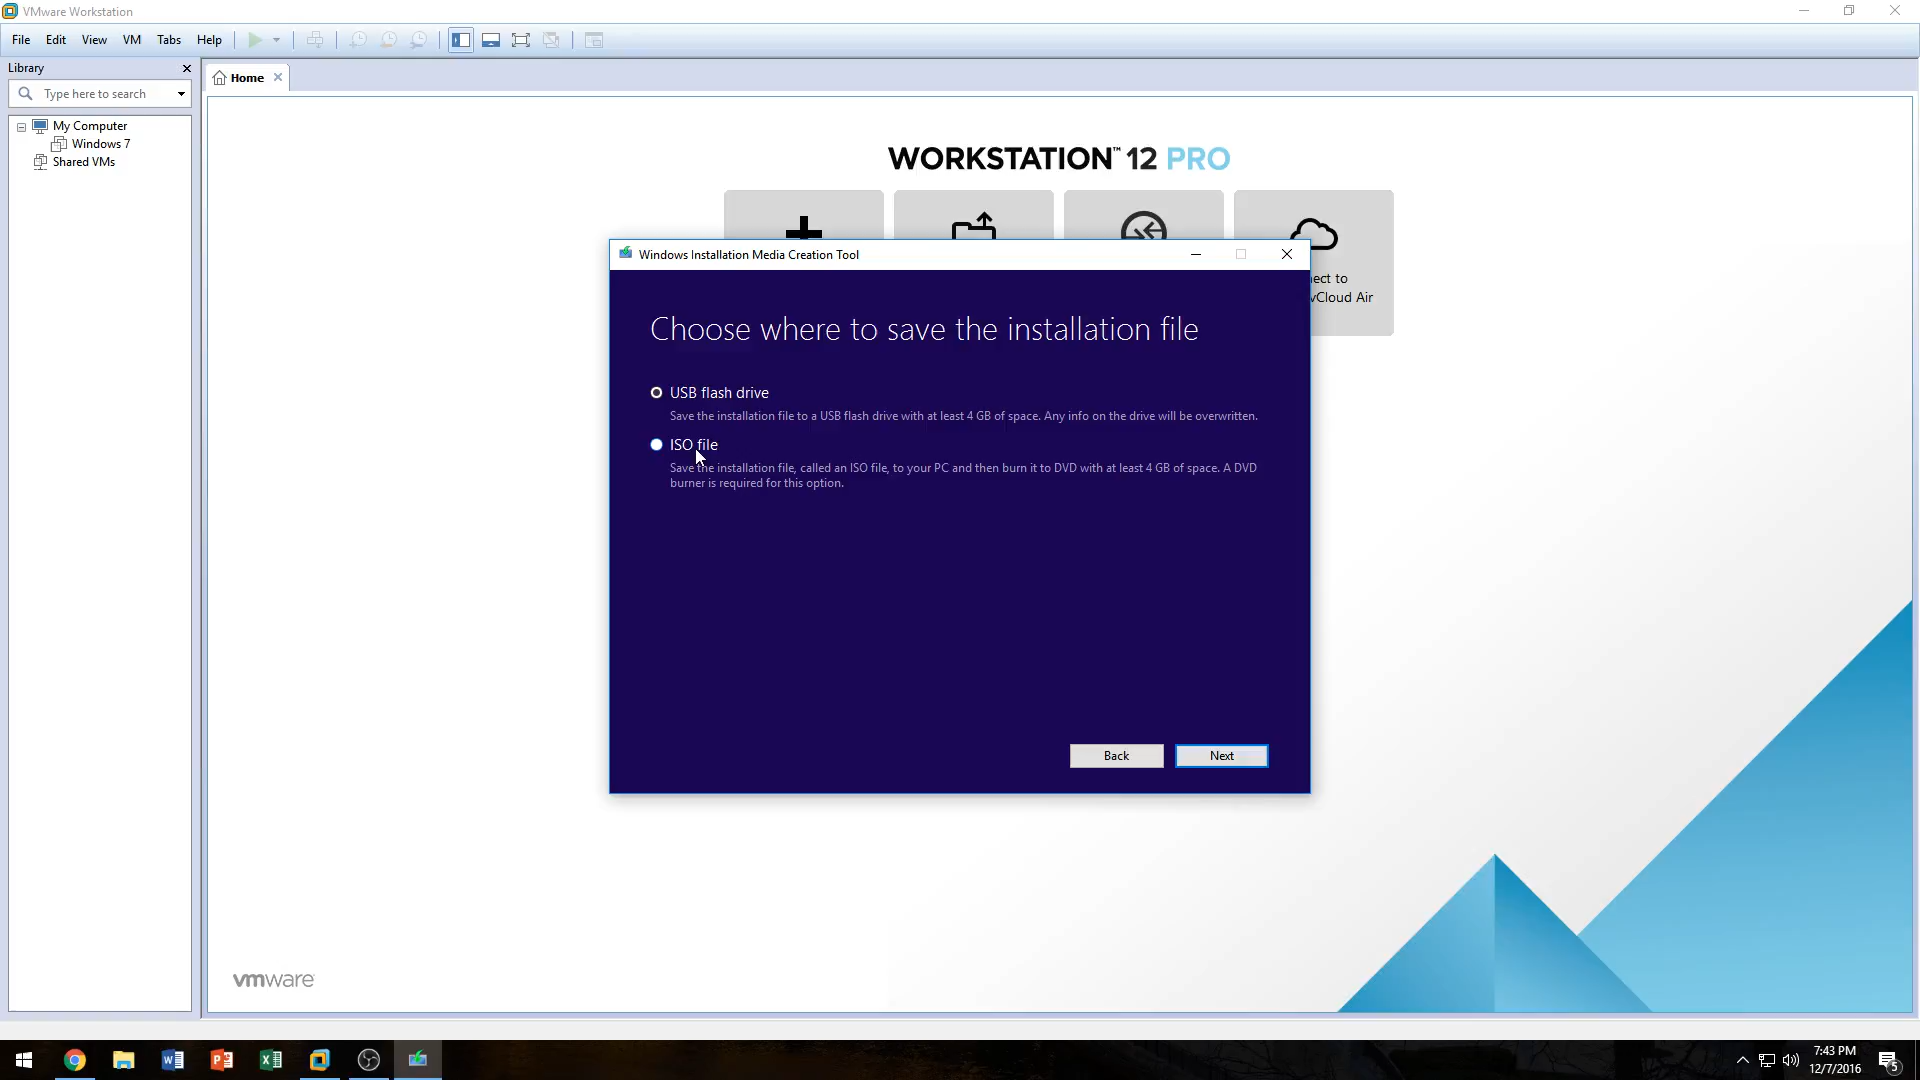 VMware Workstation
File Edit View VM Tabs Help
Library
Home
Type here to search
My Computer
Windows 7
Shared VMs
WORKSTATION™ 12 PRO
Windows Installation Media Creation Tool
ect to
vCloud Air
Choose where to save the installation file
USB flash drive
Save the installation file to a USB flash drive with at least 4 GB of space. Any info on the drive will be overwritten.
ISO file
Save the installation file, called an ISO file, to your PC and then burn it to DVD with at least 4 GB of space. A DVD
burner is required for this option.
Back Next
vmware
7:43 PM
12/7/2016
5